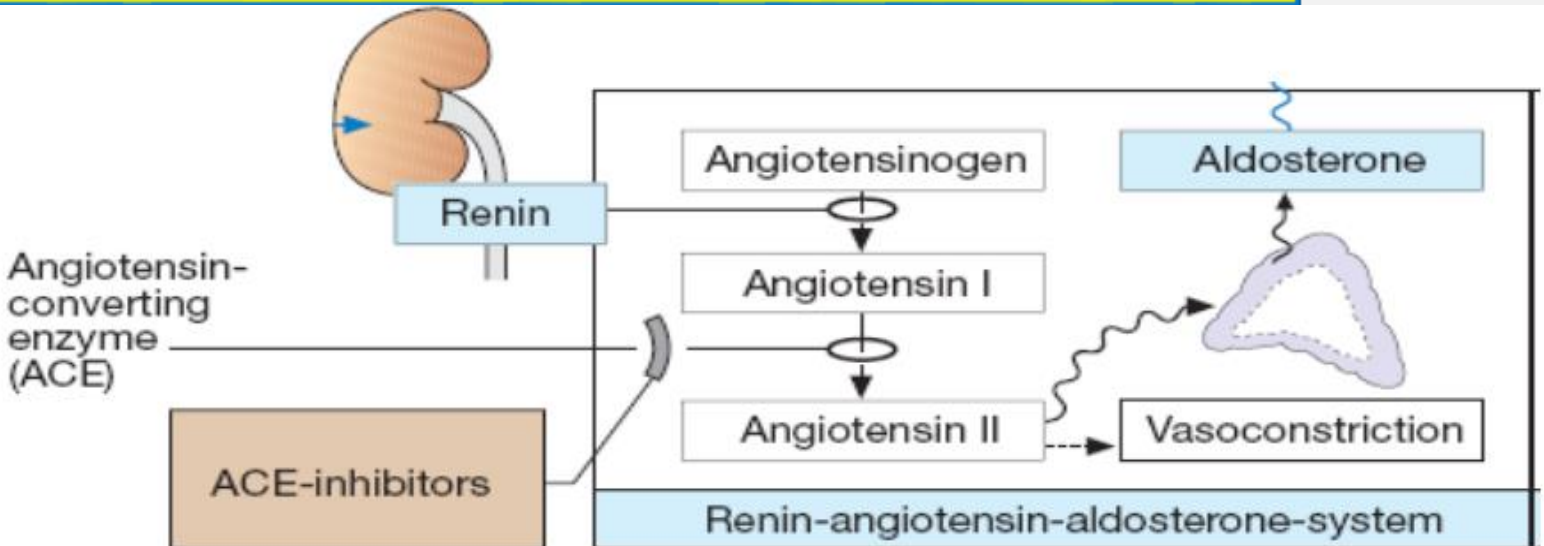 Angiotensinogen
Aldosterone
Renin
Angiotensin-
converting
enzyme
(ACE)
Angiotensin I
Angiotensin II
Vasoconstriction
ACE-inhibitors
Renin-angiotensin-aldosterone-system